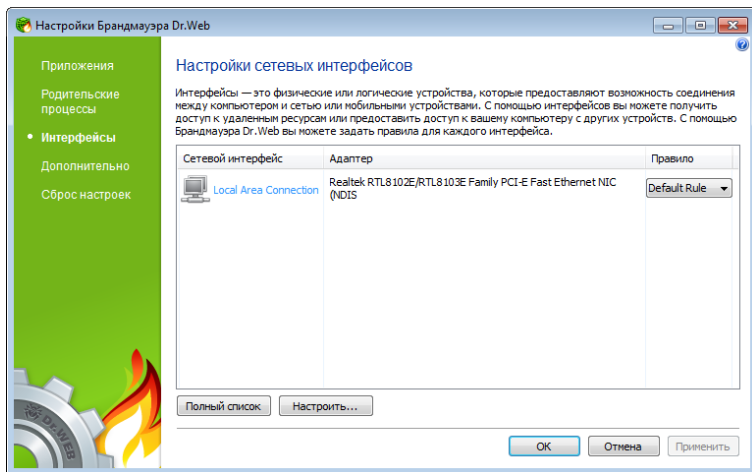 Настройки Брандмауэра Dr.Web
Приложения
Родительские
процессы
Интерфейсы
Дополнительно
Сброс настроек
Настройки сетевых интерфейсов
Интерфейсы — это физические или логические устройства, которые предоставляют возможность соединения
между компьютером и сетью или мобильными устройствами. С помощью интерфейсов вы можете получить
доступ к удаленным ресурсам или предоставить доступ к вашему компьютеру с других устройств. С помощью
Брандмауэра Dr.Web вы можете задать правила для каждого интерфейса.
Сетевой интерфейс Адаптер Правило
Local Area Connection Realtek RTL8102E/RTL8103E Family PCI-E Fast Ethernet NIC Default Rule
(NDIS
Полный список Настроить...
OK Отмена Применить
Dr.WEB